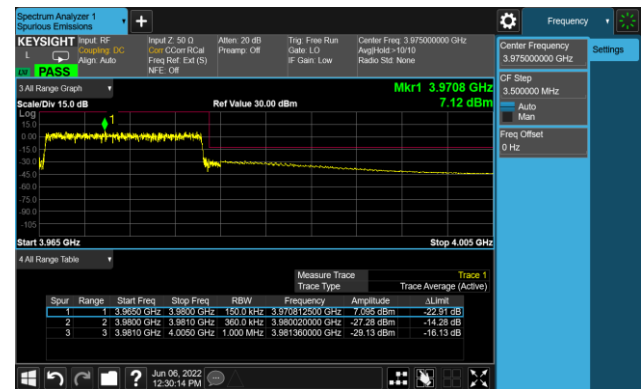 Spectrum Analyzer 1
Spurious Emissions
Frequency
KEYSIGHT Input: RF Input Z: 50 Ω Atten: 20 dB Trig: Free Run Center Freq: 3.975000000 GHz
L Coupling: DC Corr CCorr RCal Preamp: Off Gate: LO Avg|Hold:>10/10
Align: Auto Freq Ref: Ext (S) IF Gain: Low Radio Std: None
NFE: Off
PASS
Center Frequency
3.975000000 GHz
Settings
CF Step
3.500000 MHz
Auto
Man
Freq Offset
0 Hz
3 All Range Graph
Mkr1 3.9708 GHz
Scale/Div 15.0 dB Ref Value 30.00 dBm 7.12 dBm
Log
1
15.0
0.00
-15.0
-30.0
-45.0
-60.0
-75.0
-90.0
-105
Start 3.965 GHz Stop 4.005 GHz
4 All Range Table
Measure Trace Trace 1
Trace Type Trace Average (Active)
Spur Range Start Freq Stop Freq RBW Frequency Amplitude ΔLimit
1 1 3.9650 GHz 3.9800 GHz 150.0 kHz 3.970812500 GHz 7.095 dBm -22.91 dB
2 2 3.9800 GHz 3.9810 GHz 360.0 kHz 3.980020000 GHz -27.28 dBm -14.28 dB
3 3 3.9810 GHz 4.0050 GHz 1.000 MHz 3.981360000 GHz -29.13 dBm -16.13 dB
?
Jun 06, 2022
12:30:14 PM